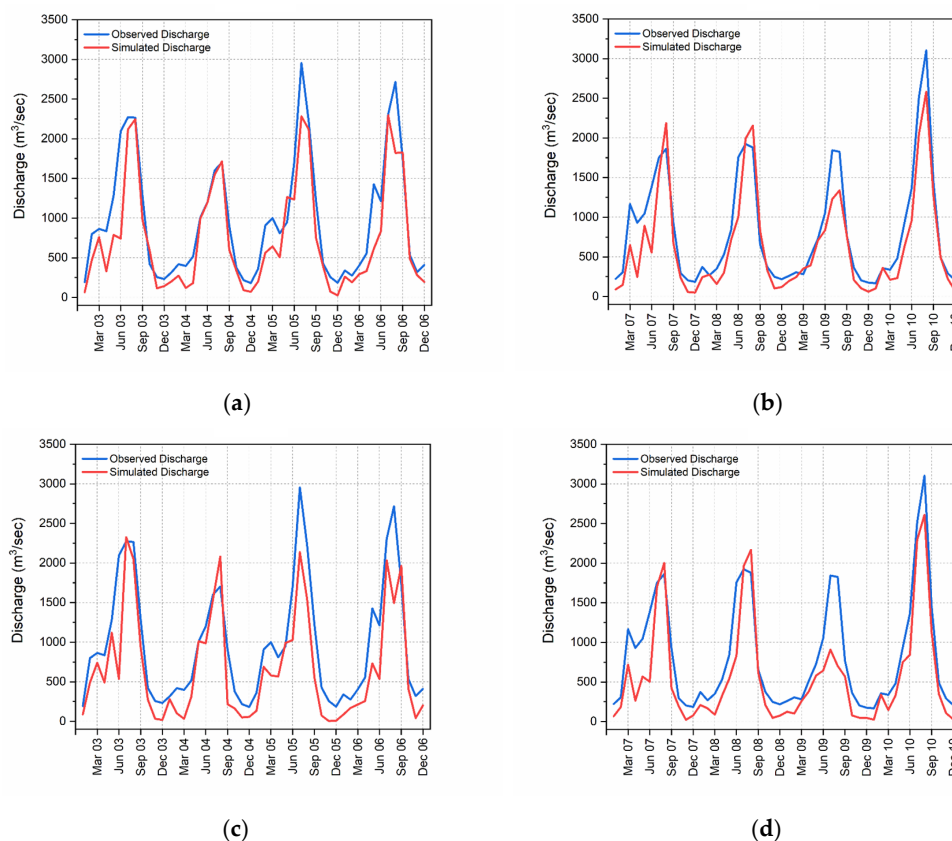 3500
3000
2500
2000
1500
1000
500
0
Discharge (m³/sec)
Observed Discharge
Simulated Discharge
Mar 03
Jun 03
Sep 03
Dec 03
Mar 04
Jun 04
Sep 04
Dec 04
Mar 05
Jun 05
Sep 05
Dec 05
Mar 06
Jun 06
Sep 06
Dec 06
(a)
3500
3000
2500
2000
1500
1000
500
0
Discharge (m³/sec)
Observed Discharge
Simulated Discharge
Mar 07
Jun 07
Sep 07
Dec 07
Mar 08
Jun 08
Sep 08
Dec 08
Mar 09
Jun 09
Sep 09
Dec 09
Mar 10
Jun 10
Sep 10
(b)
3500
3000
2500
2000
1500
1000
500
0
Discharge (m³/sec)
Observed Discharge
Simulated Discharge
Mar 03
Jun 03
Sep 03
Dec 03
Mar 04
Jun 04
Sep 04
Dec 04
Mar 05
Jun 05
Sep 05
Dec 05
Mar 06
Jun 06
Sep 06
Dec 06
(c)
3500
3000
2500
2000
1500
1000
500
0
Discharge (m³/sec)
Observed Discharge
Simulated Discharge
Mar 07
Jun 07
Sep 07
Dec 07
Mar 08
Jun 08
Sep 08
Dec 08
Mar 09
Jun 09
Sep 09
Dec 09
Mar 10
Jun 10
Sep 10
(d)